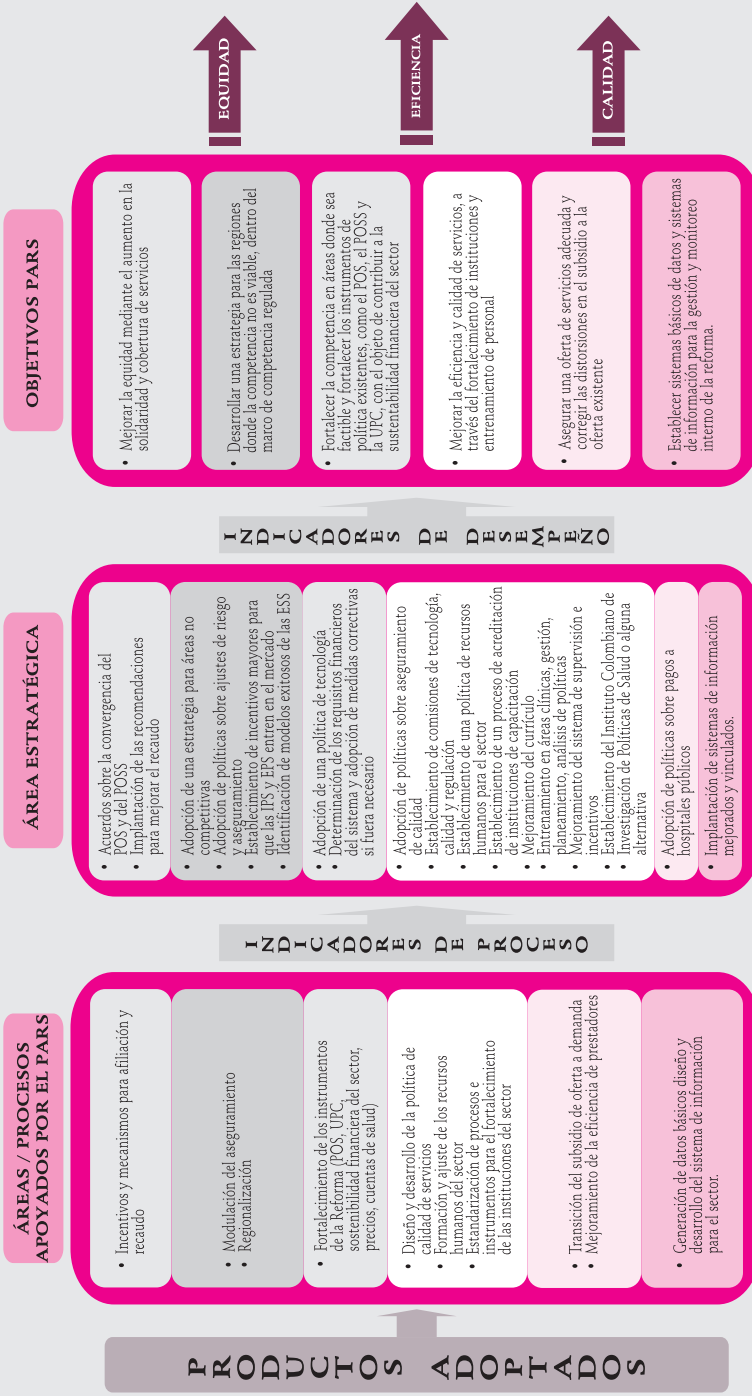 PRODUCTOS ADOPTADOS
ÁREAS / PROCESOS
APOYADOS POR EL PARS
• Incentivos y mecanismos para afiliación y
recaudo
• Modulación del aseguramiento
• Regionalización
• Fortalecimiento de los instrumentos
de la Reforma (POS, UPC,
sostenibilidad financiera del sector,
precios, cuentas de salud)
• Diseño y desarrollo de la política de
calidad de servicios
• Formación y ajuste de los recursos
humanos del sector
• Estandarización de procesos e
instrumentos para el fortalecimiento
de las instituciones del sector
• Transición del subsidio de oferta a demanda
• Mejoramiento de la eficiencia de prestadores
• Generación de datos básicos diseño y
desarrollo del sistema de información
para el sector.
INDICADORES DE PROCESO
ÁREA ESTRATÉGICA
• Acuerdos sobre la convergencia del
POS y del POSS
• Implantación de las recomendaciones
para mejorar el recaudo
• Adopción de una estrategia para áreas no
competitivas
• Adopción de políticas sobre ajustes de riesgo
y aseguramiento
• Establecimiento de incentivos mayores para
que las IPS y EPS entren en el mercado
• Identificación de modelos exitosos de las ESS
• Adopción de una política de tecnología
• Determinación de los requisitos financieros
del sistema y adopción de medidas correctivas
si fuera necesario
• Adopción de políticas sobre aseguramiento
de calidad
• Establecimiento de comisiones de tecnología,
calidad y regulación
• Establecimiento de una política de recursos
humanos para el sector
• Establecimiento de un proceso de acreditación
de instituciones de capacitación
• Mejoramiento del currículo
• Entrenamiento en áreas clínicas, gestión,
planeamiento, análisis de políticas
• Mejoramiento del sistema de supervisión e
incentivos
• Establecimiento del Instituto Colombiano de
• Investigación de Políticas de Salud o alguna
alternativa
• Adopción de políticas sobre pagos a
hospitales públicos
• Implantación de sistemas de información
mejorados y vinculados.
INDICADORES DE DESEMPEÑO
OBJETIVOS PARS
• Mejorar la equidad mediante el aumento en la
solidaridad y cobertura de servicios
• Desarrollar una estrategia para las regiones
donde la competencia no es viable, dentro del
marco de competencia regulada
• Fortalecer la competencia en áreas donde sea
factible y fortalecer los instrumentos de
política existentes, como el POS, el POSS y
la UPC, con el objeto de contribuir a la
sustentabilidad financiera del sector
• Mejorar la eficiencia y calidad de servicios, a
través del fortalecimiento de instituciones y
entrenamiento de personal
• Asegurar una oferta de servicios adecuada y
corregir las distorsiones en el subsidio a la
oferta existente
• Establecer sistemas básicos de datos y sistemas
de información para la gestión y monitoreo
interno de la reforma.
EQUIDAD
EFICIENCIA
CALIDAD